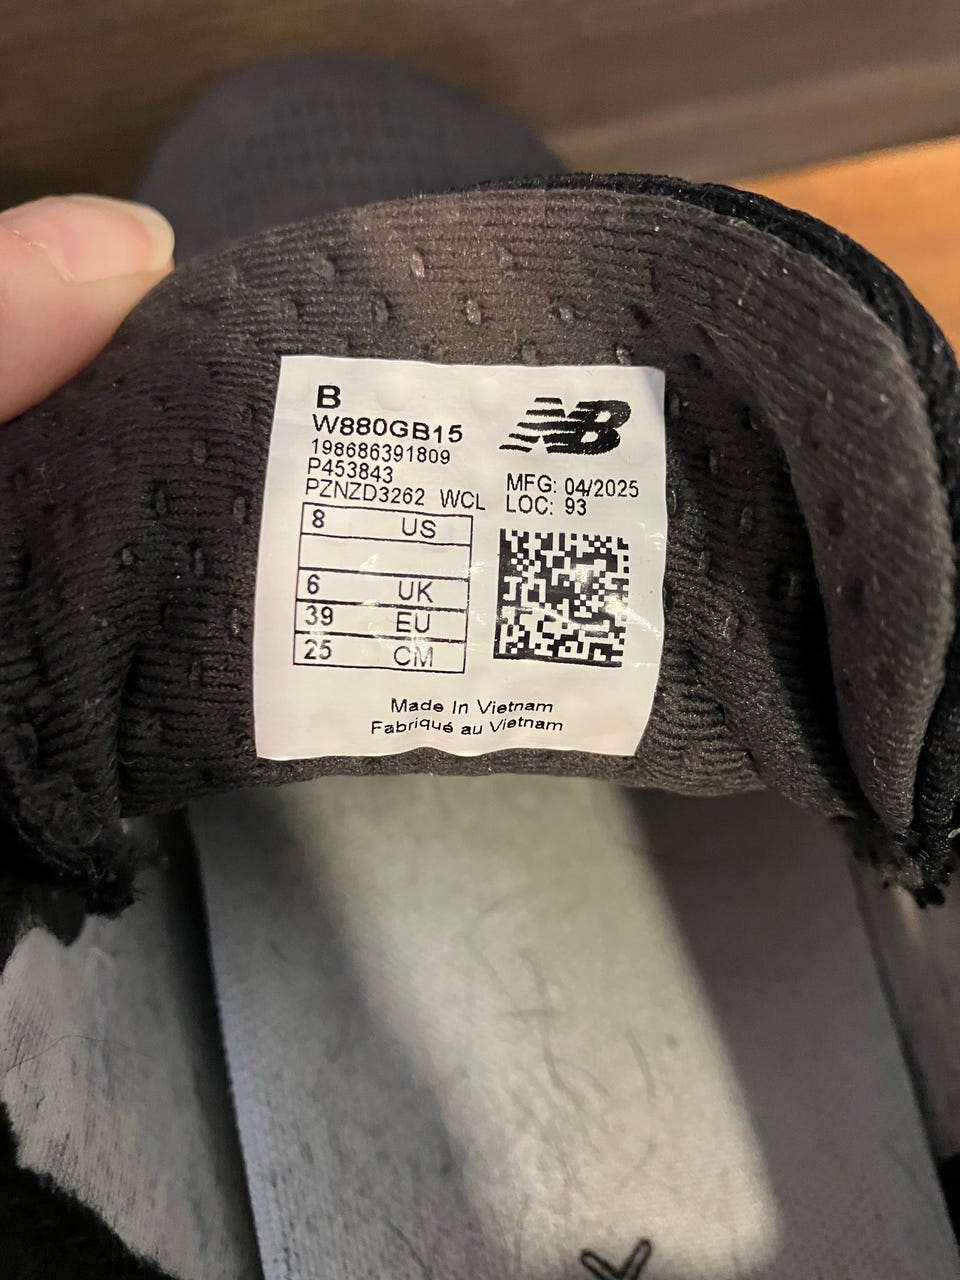 B
W880GB15
198686391809
P453843
PZNZD3262 WCL
NB
MFG: 04/2025
LOC: 93
8 US
6 UK
39 EU
25 CM
Made In Vietnam
Fabriqué au Vietnam